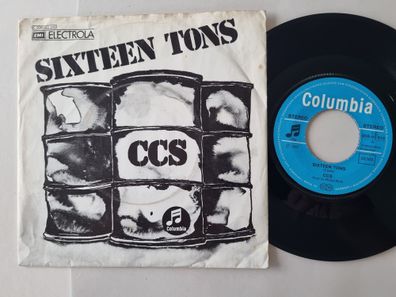 EMI ELECTROLA
SIXTEEN TONS
CCS
Columbia
Columbia
STEREO
STEREO
SIXTEEN TONS
CCS